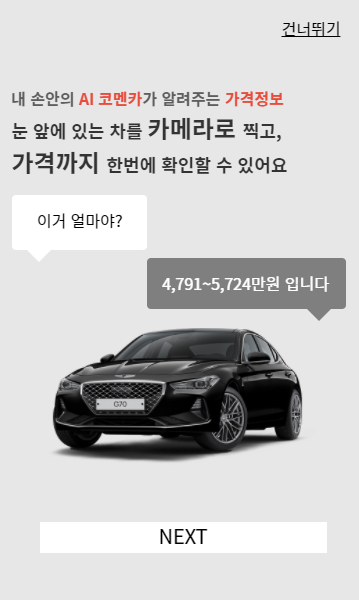 건너뛰기
내 손안의 AI 코멘카가 알려주는 가격정보
눈 앞에 있는 차를 카메라로 찍고,
가격까지 한번에 확인할 수 있어요
이거 얼마야?
4,791~5,724만원 입니다
G70
NEXT